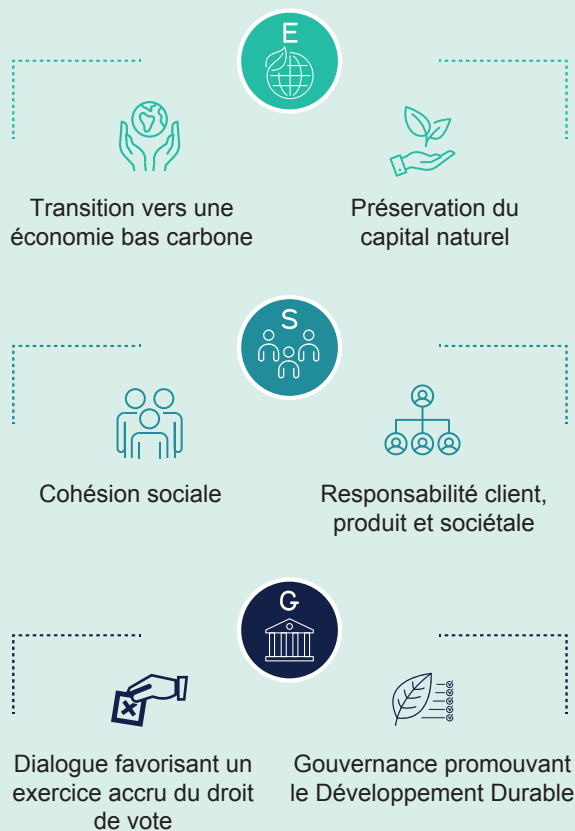 E
Transition vers une
économie bas carbone
Préservation du
capital naturel
S
Cohésion sociale
Responsabilité client,
produit et sociétale
G
Dialogue favorisant un
exercice accru du droit
de vote
Gouvernance promouvant
le Développement Durable